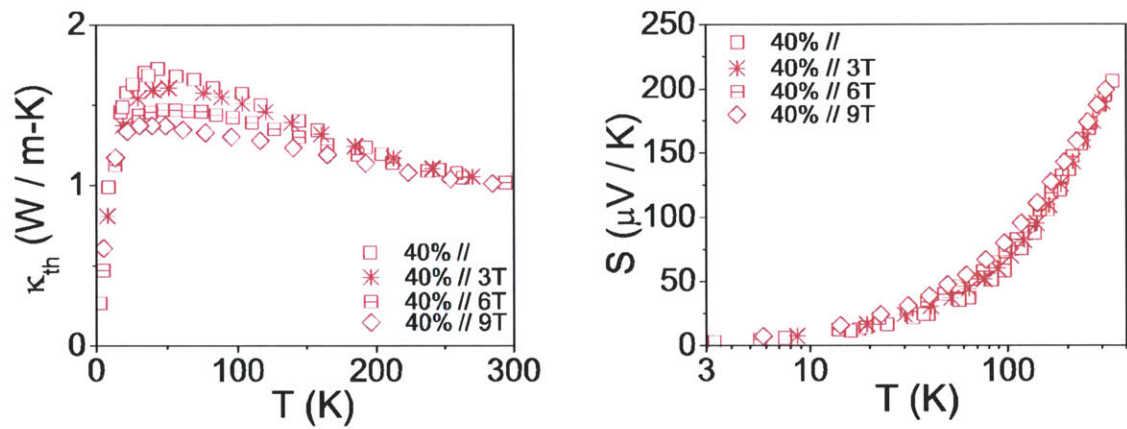 2
1
0
κth (W / m-K)
0 100 200 300
T (K)
40% //
40% // 3T
40% // 6T
40% // 9T
250
200
150
100
50
0
S (μV / K)
3 10 100
T (K)
40% //
40% // 3T
40% // 6T
40% // 9T